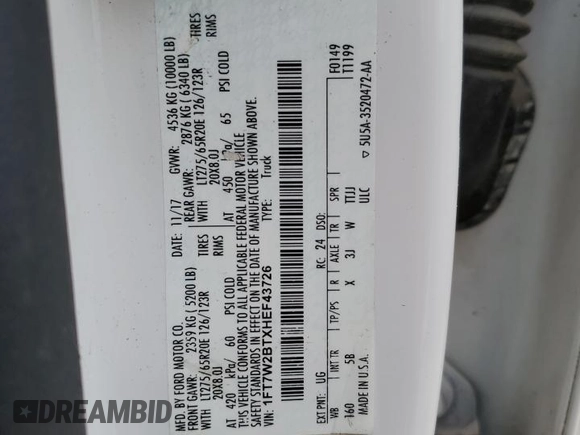 MFD. BY FORD MOTOR CO.
DATE: 11/17 GVWR: 4536 KG (10000 LB)
FRONT GAWR: 2359 KG (5200 LB) REAR GAWR: 2876 KG (6340 LB)
LT275/65R20E 126/123R TIRES WITH LT275/65R20E 126/123R TIRES
20X8.0J RIMS 20X8.0J RIMS
AT 420 kPa/ 60 PSI COLD AT 450 kPa/ 65 PSI COLD
THIS VEHICLE CONFORMS TO ALL APPLICABLE FEDERAL MOTOR VEHICLE
SAFETY STANDARDS IN EFFECT ON THE DATE OF MANUFACTURE SHOWN ABOVE.
VIN: 1FT7W2BTXHEF43726
TYPE: Truck
F0149
T1199
EXT PNT: UG RC: 24 DSO:
WB INT TR TP/PS R AXLE TR SPR
160 5B X 3J W TTJJ
MADE IN U.S.A. ULC
5U5A-3520472-AA
DREAMBID.COM